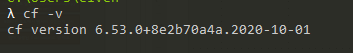 λ cf -v
cf version 6.53.0+8e2b70a4a.2020-10-01